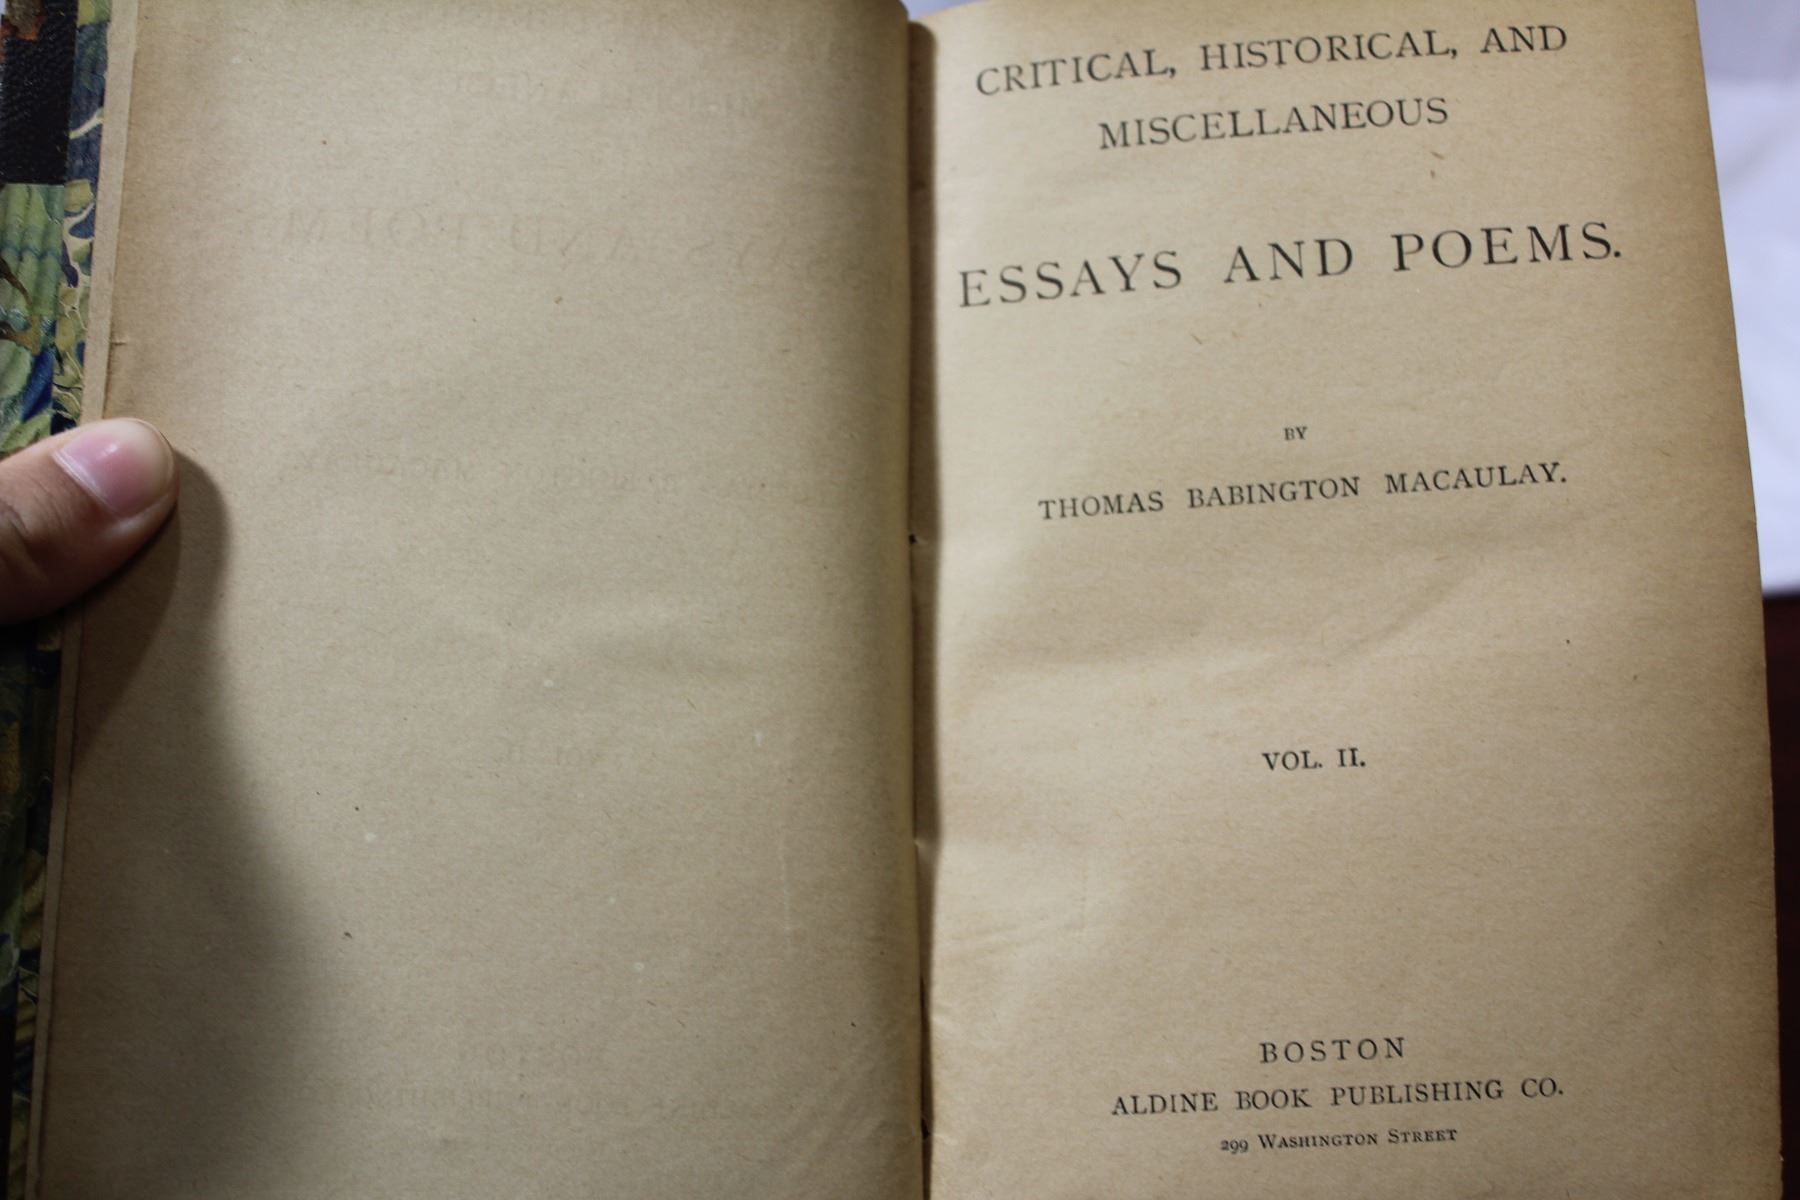 CRITICAL, HISTORICAL, AND
MISCELLANEOUS
ESSAYS AND POEMS.
BY
THOMAS BABINGTON MACAULAY.
VOL. II.
BOSTON
ALDINE BOOK PUBLISHING CO.
299 WASHINGTON STREET